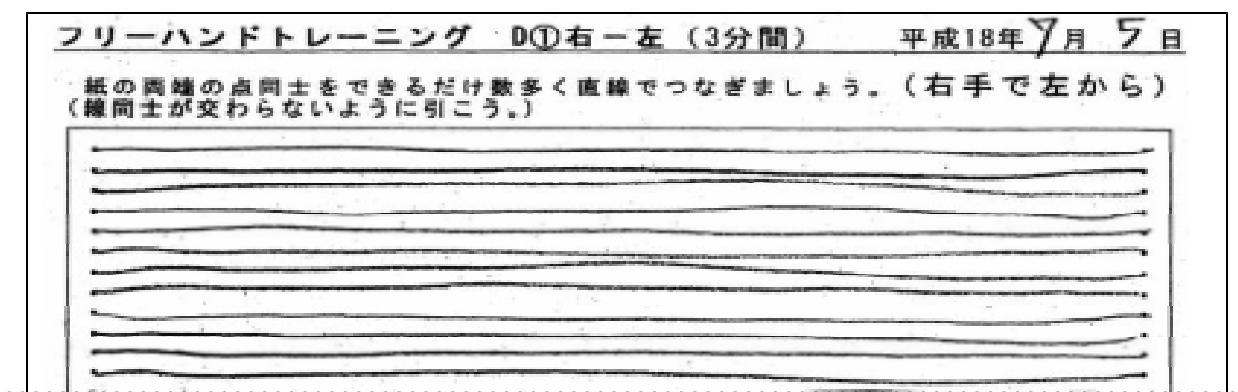 フリーハンドトレーニング D①右－左（3分間） 平成18年9月5日
紙の両端の点同士をできるだけ数多く直線でつなぎましょう。（右手で左から）
（線同士が交わらないように引こう。）